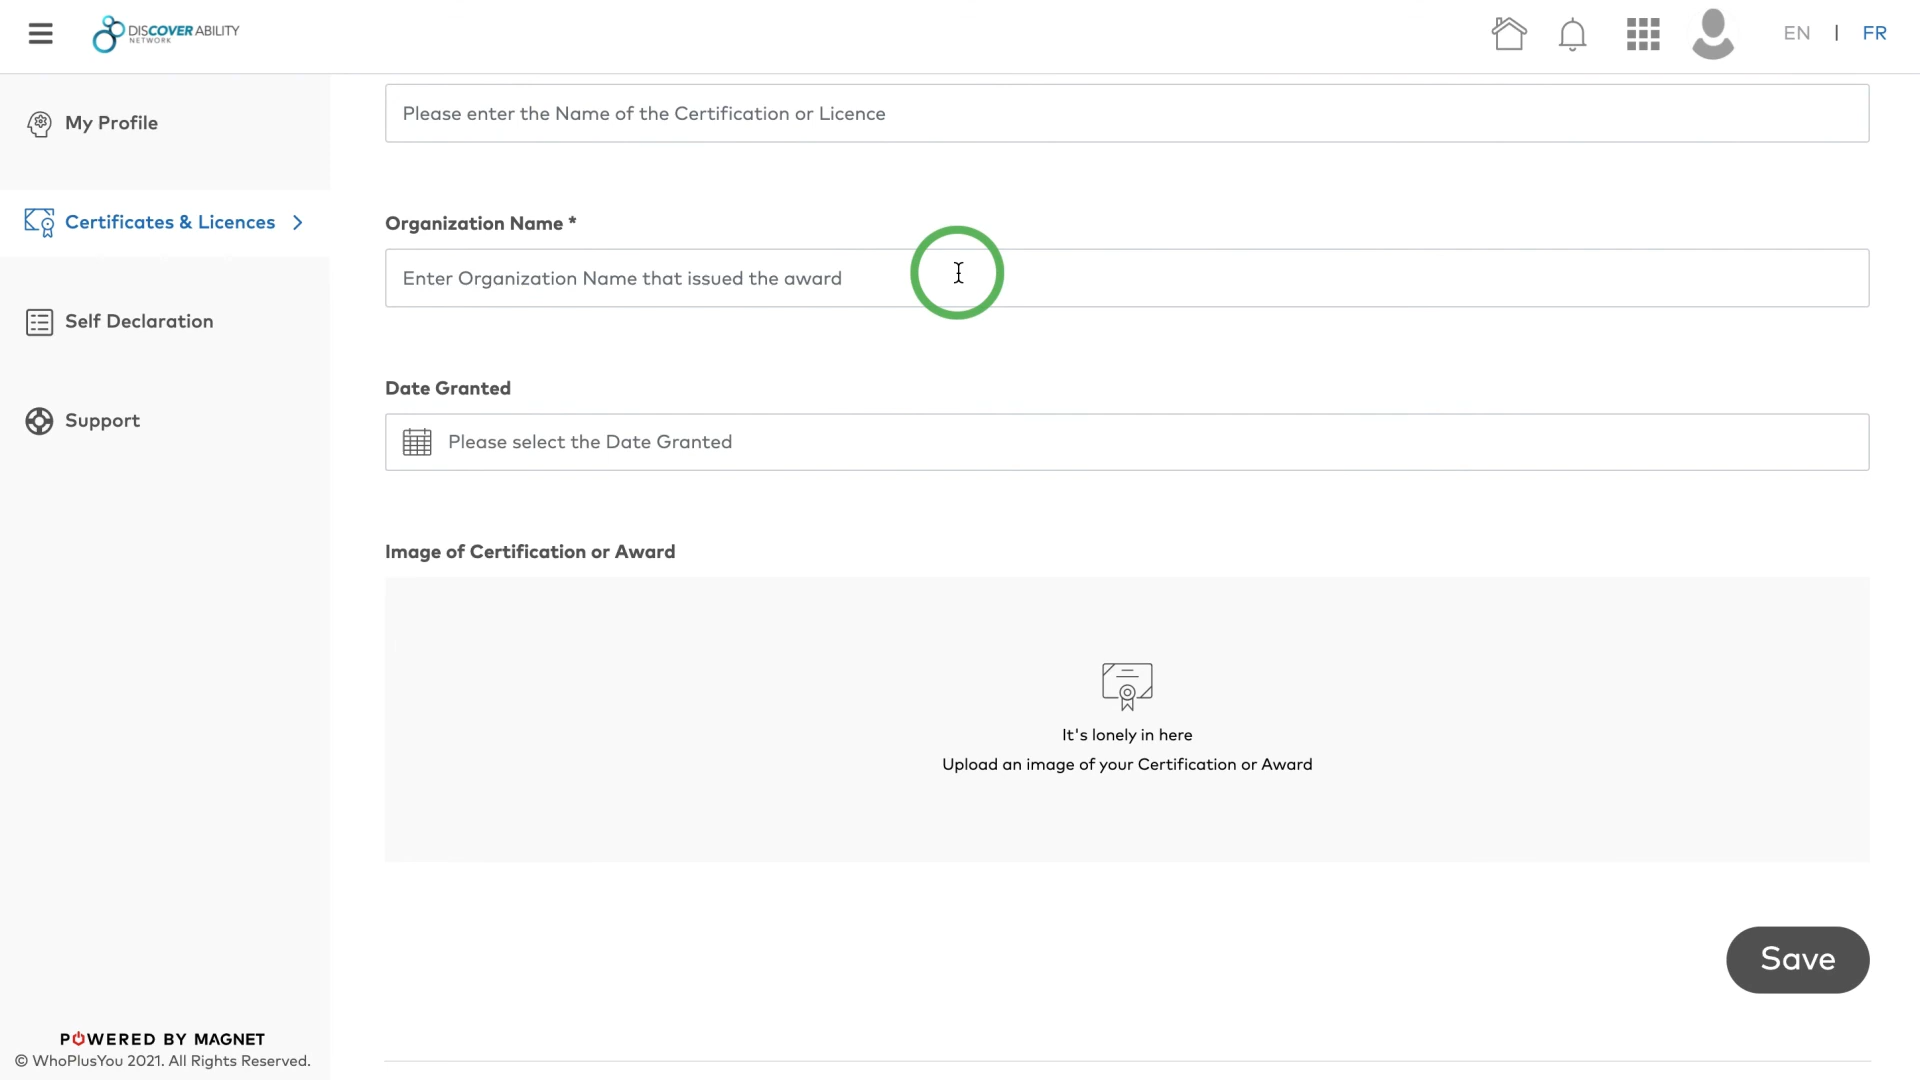 DISCOVER ABILITY
NETWORK
EN | FR
My Profile
Certificates & Licences
Self Declaration
Support
Please enter the Name of the Certification or Licence
Organization Name *
Enter Organization Name that issued the award
Date Granted
Please select the Date Granted
Image of Certification or Award
It's lonely in here
Upload an image of your Certification or Award
Save
POWERED BY MAGNET
© WhoPlusYou 2021. All Rights Reserved.